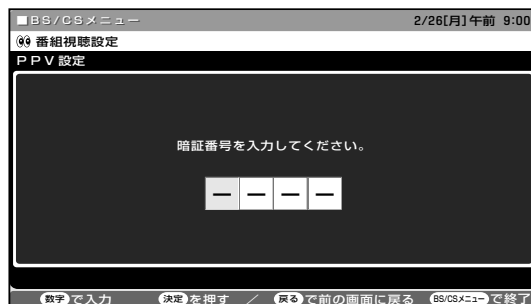 ■BS/CSメニュー 2/26[月]午前 9:00
番組視聴設定
PPV設定
暗証番号を入力してください。
ー ー ー ー
数字で入力 決定を押す / 戻るで前の画面に戻る BS/CSメニューで終了